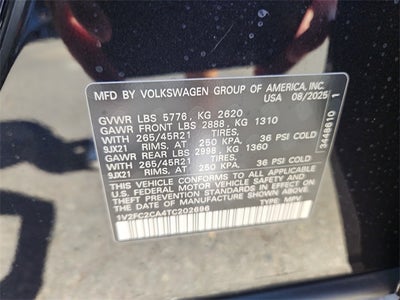 MFD BY VOLKSWAGEN GROUP OF AMERICA, INC.
USA 08/2025
GVWR LBS 5776, KG 2620
GAWR FRONT LBS 2888, KG 1310
WITH 265/45R21 TIRES,
9JX21 RIMS, AT 250 KPA, 36 PSI COLD
GAWR REAR LBS 2998, KG 1360
WITH 265/45R21 TIRES,
9JX21 RIMS, AT 250 KPA, 36 PSI COLD
THIS VEHICLE CONFORMS TO ALL APPLICABLE
U.S. FEDERAL MOTOR VEHICLE SAFETY AND
THEFT PREVENTION STANDARDS IN EFFECT ON THE
DATE OF MANUFACTURE SHOWN ABOVE.
1V2FC2CA4TC202686 TYPE: MPV
3448610 1